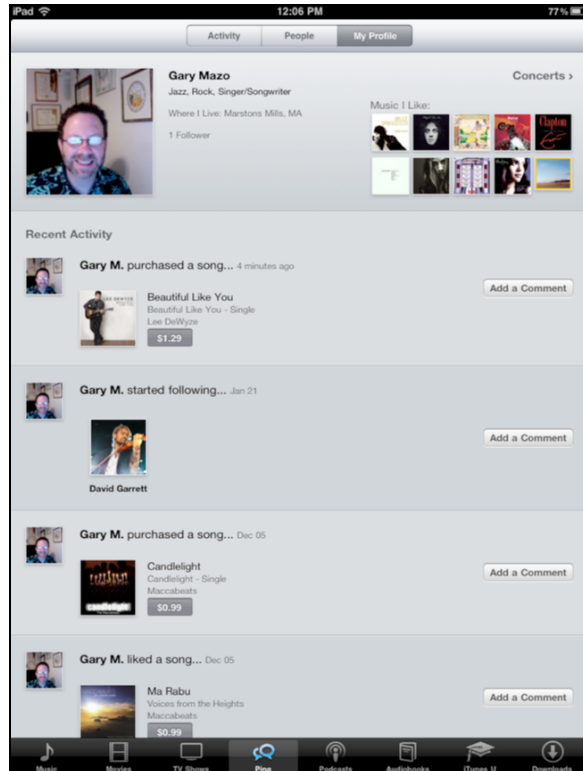 iPad 12:06 PM 77%
Activity People My Profile
Gary Mazo
Concerts ›
Jazz, Rock, Singer/Songwriter
Where I Live: Marstons Mills, MA
Music I Like:
1 Follower
Clapton
Recent Activity
Gary M. purchased a song... 4 minutes ago
Add a Comment
Beautiful Like You
Beautiful Like You - Single
Lee DeWyze
$1.29
Gary M. started following... Jan 21
Add a Comment
David Garrett
Gary M. purchased a song... Dec 05
Candlelight
Add a Comment
Candlelight - Single
Maccabeats
candlelight
$0.99
Gary M. liked a song... Dec 05
Ma Rabu
Add a Comment
Voices from the Heights
Maccabeats
$0.99
Music Movies TV Shows Ping Podcasts Audiobooks iTunes U Downloads